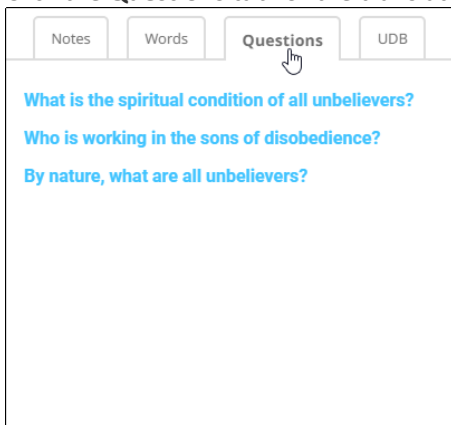 Notes Words Questions UDB
What is the spiritual condition of all unbelievers?
Who is working in the sons of disobedience?
By nature, what are all unbelievers?